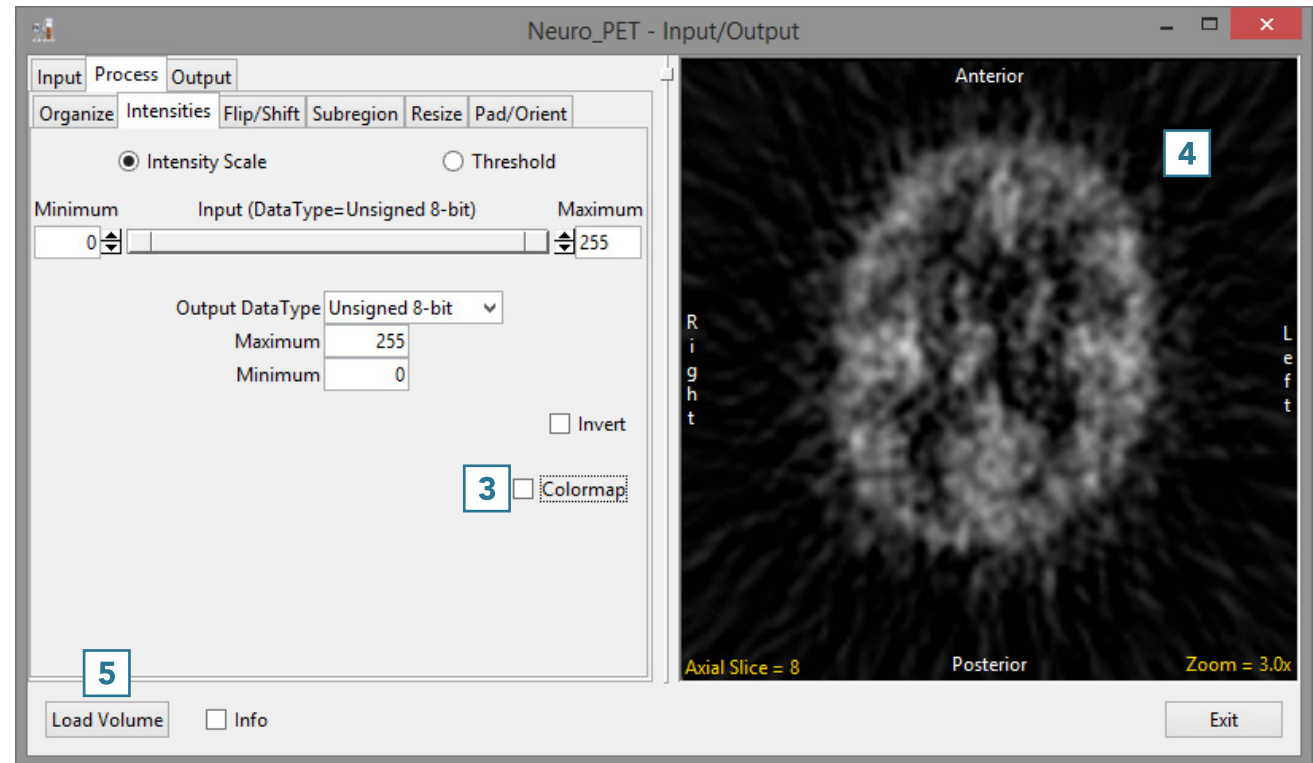 Neuro_PET - Input/Output
Input Process Output
Organize Intensities Flip/Shift Subregion Resize Pad/Orient
Intensity Scale Threshold
Minimum Input (DataType=Unsigned 8-bit) Maximum
0 255
Output DataType Unsigned 8-bit
Maximum 255
Minimum 0
Invert
3 Colormap
5
Load Volume Info
Anterior
4
Right
Left
Axial Slice = 8 Posterior Zoom = 3.0x
Exit